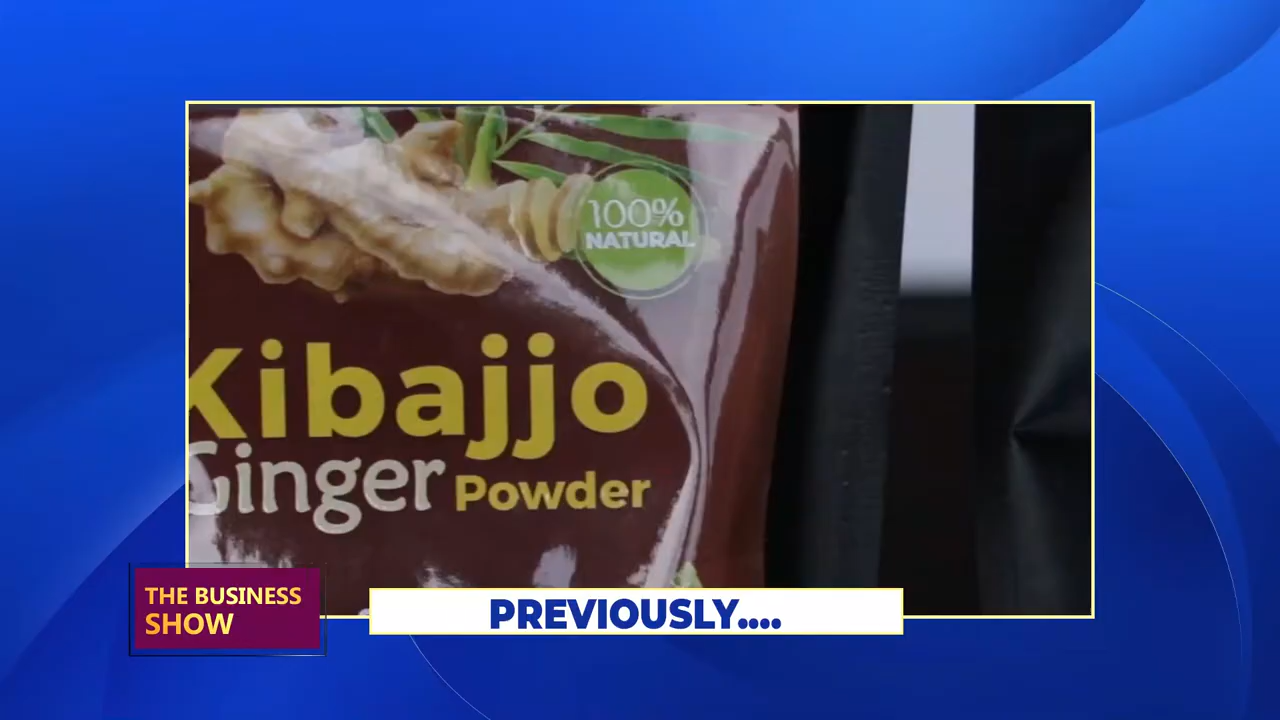 100%
NATURAL
Kibajjo
Ginger Powder
THE BUSINESS
SHOW
PREVIOUSLY....